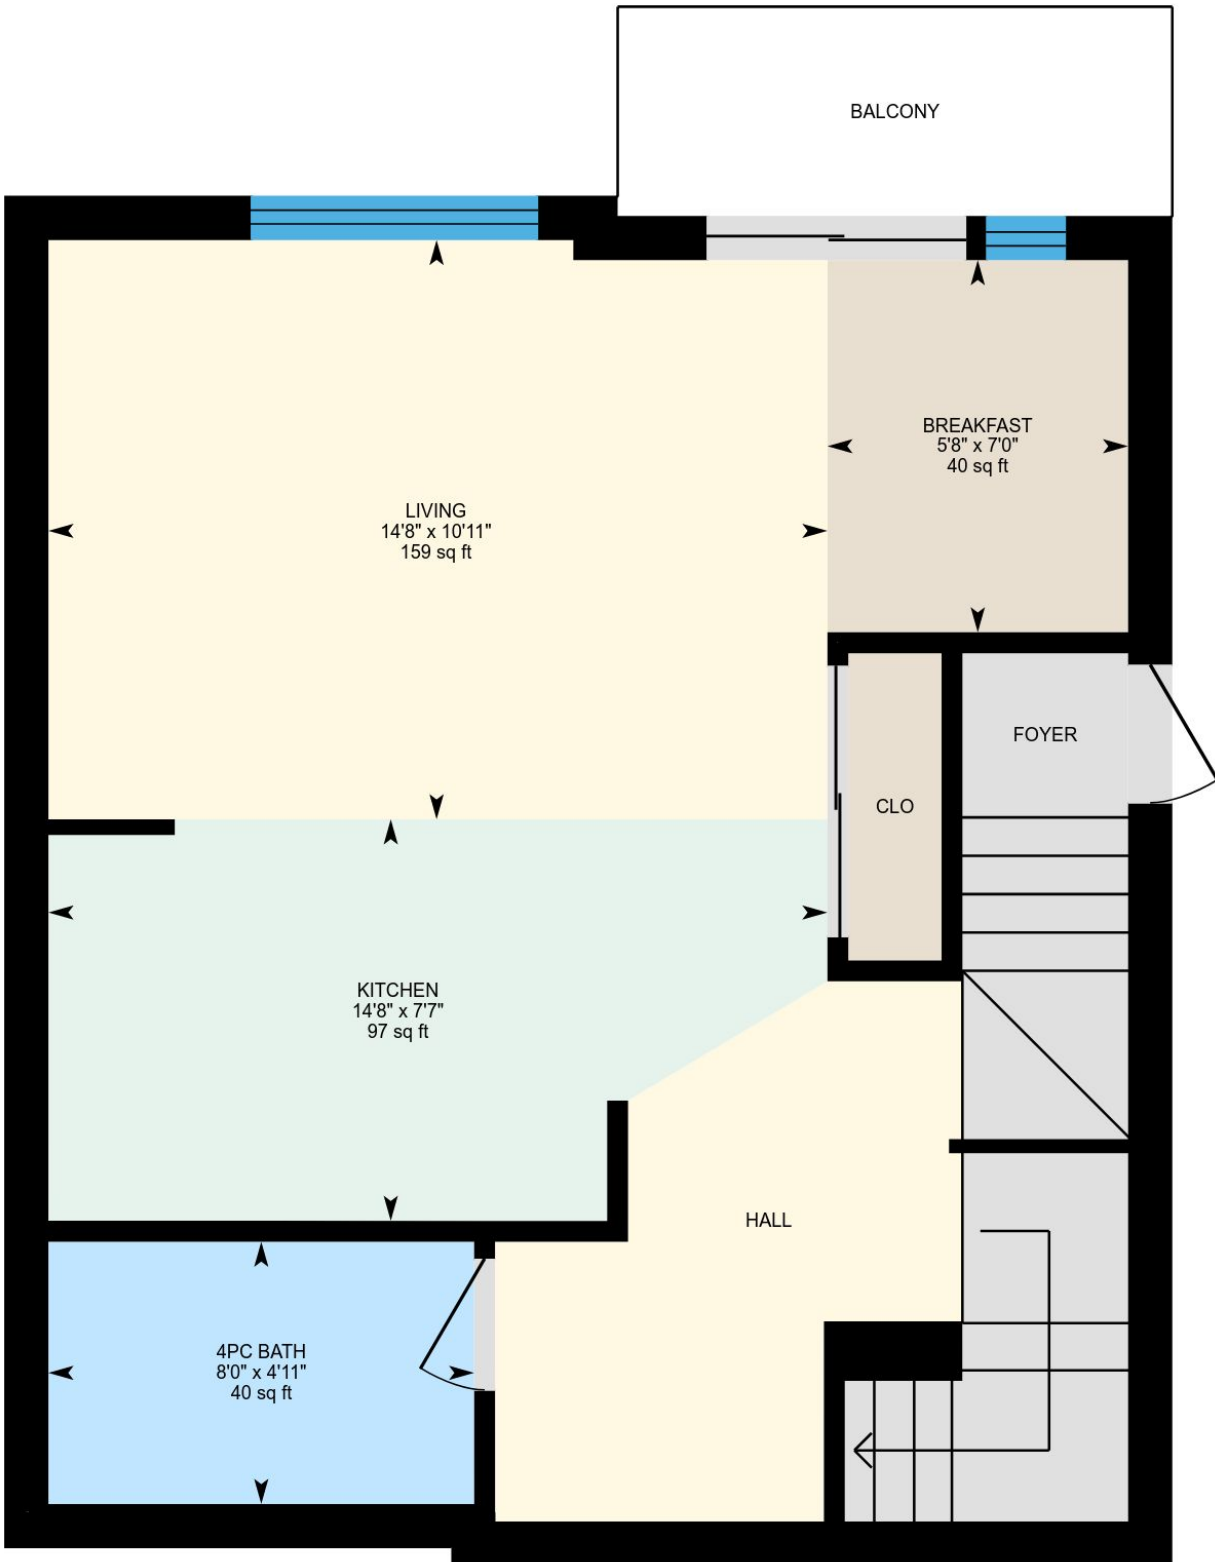 BALCONY
BREAKFAST
5'8" x 7'0"
40 sq ft
LIVING
14'8" x 10'11"
159 sq ft
FOYER
CLO
KITCHEN
14'8" x 7'7"
97 sq ft
HALL
4PC BATH
8'0" x 4'11"
40 sq ft